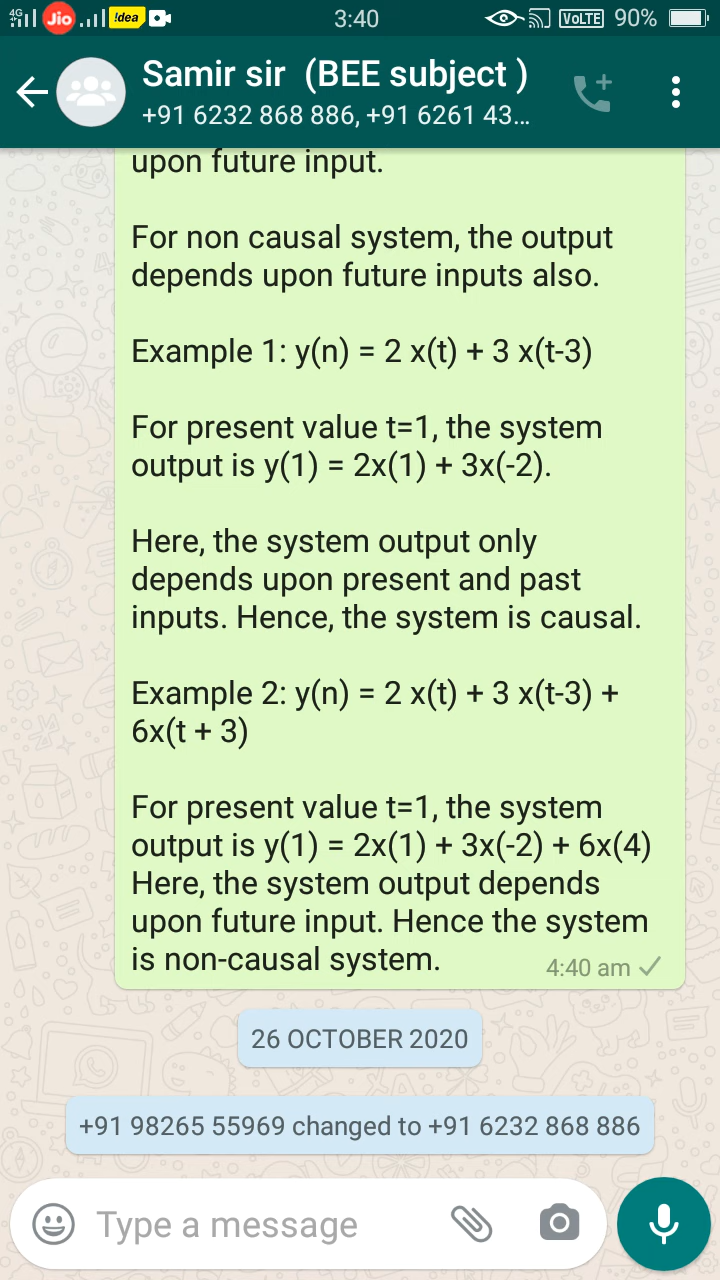 4G Jio !dea 3:40 VoLTE 90%
Samir sir (BEE subject )
+91 6232 868 886, +91 6261 43...
upon future input.
For non causal system, the output
depends upon future inputs also.
Example 1: y(n) = 2 x(t) + 3 x(t-3)
For present value t=1, the system
output is y(1) = 2x(1) + 3x(-2).
Here, the system output only
depends upon present and past
inputs. Hence, the system is causal.
Example 2: y(n) = 2 x(t) + 3 x(t-3) +
6x(t + 3)
For present value t=1, the system
output is y(1) = 2x(1) + 3x(-2) + 6x(4)
Here, the system output depends
upon future input. Hence the system
is non-causal system.
4:40 am
26 OCTOBER 2020
+91 98265 55969 changed to +91 6232 868 886
Type a message